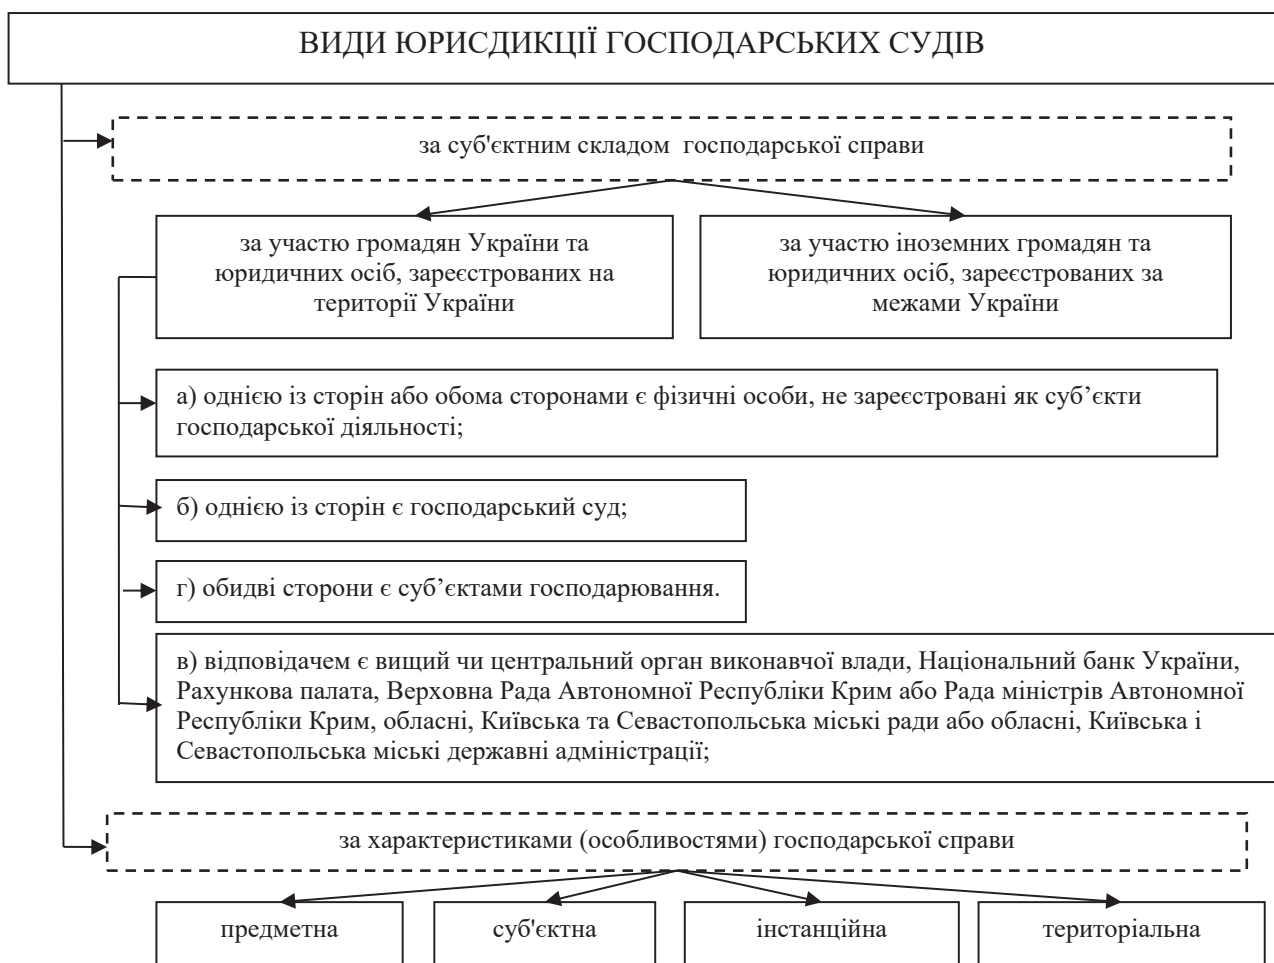 ВИДИ ЮРИСДИКЦІЇ ГОСПОДАРСЬКИХ СУДІВ
за суб'єктним складом господарської справи
за участю громадян України та
юридичних осіб, зареєстрованих на
території України
за участю іноземних громадян та
юридичних осіб, зареєстрованих за
межами України
а) однією із сторін або обома сторонами є фізичні особи, не зареєстровані як суб’єкти
господарської діяльності;
б) однією із сторін є господарський суд;
г) обидві сторони є суб’єктами господарювання.
в) відповідачем є вищий чи центральний орган виконавчої влади, Національний банк України,
Рахункова палата, Верховна Рада Автономної Республіки Крим або Рада міністрів Автономної
Республіки Крим, обласні, Київська та Севастопольська міські ради або обласні, Київська і
Севастопольська міські державні адміністрації;
за характеристиками (особливостями) господарської справи
предметна
суб'єктна
інстанційна
територіальна